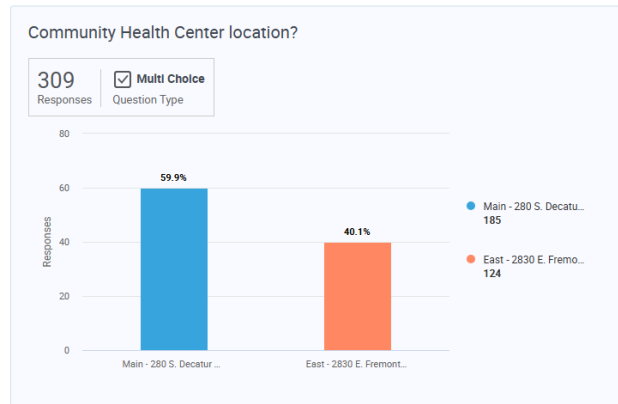 Community Health Center location?
309
Responses
Multi Choice
Question Type
80
60
40
20
0
Responses
59.9%
40.1%
Main - 280 S. Decatur ...
East - 2830 E. Fremont...
Main - 280 S. Decatu...
185
East - 2830 E. Fremo...
124